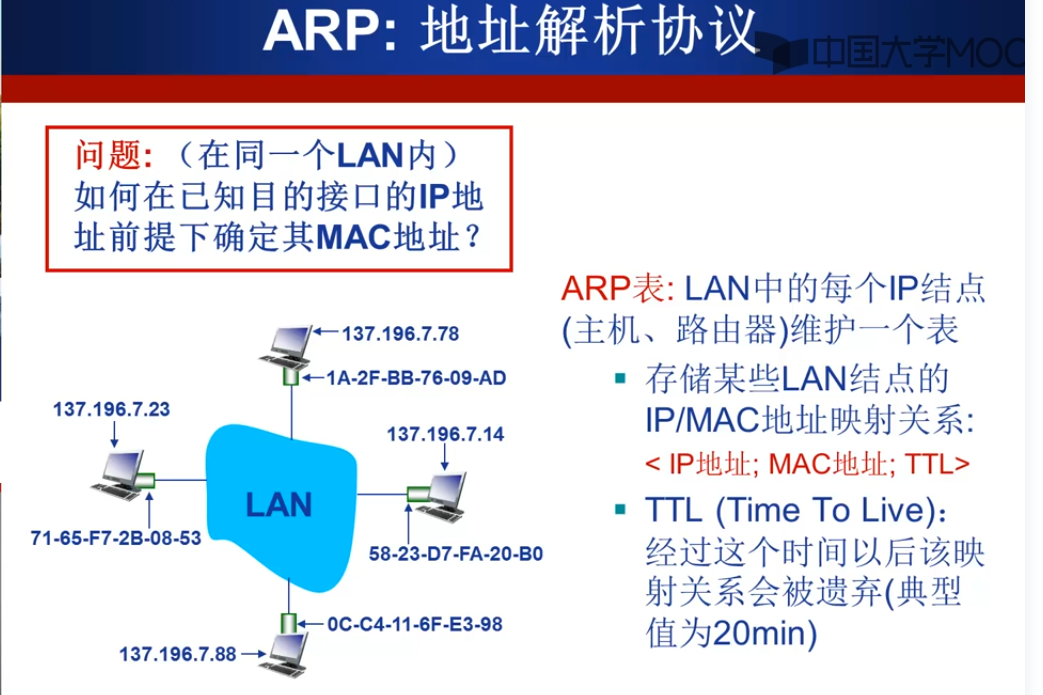 ARP: 地址解析协议
中国大学MOO
问题: （在同一个LAN内）
如何在已知目的接口的IP地
址前提下确定其MAC地址？
ARP表: LAN中的每个IP结点
(主机、路由器)维护一个表
存储某些LAN结点的
IP/MAC地址映射关系:
< IP地址; MAC地址; TTL>
TTL (Time To Live)：
经过这个时间以后该映
射关系会被遗弃(典型
值为20min)
137.196.7.78
1A-2F-BB-76-09-AD
137.196.7.23
137.196.7.14
LAN
71-65-F7-2B-08-53
58-23-D7-FA-20-B0
0C-C4-11-6F-E3-98
137.196.7.88